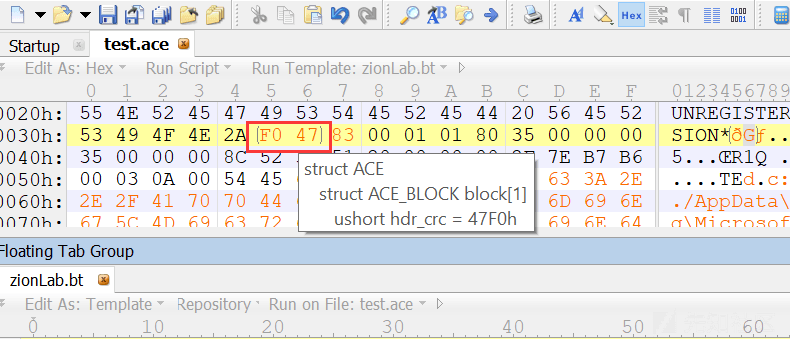 Startup test.ace
Edit As: Hex Run Script Run Template: zionLab.bt
0 1 2 3 4 5 6 7 8 9 A B C D E F 0123456789
0020h: 55 4E 52 45 47 49 53 54 45 52 45 44 20 56 45 52 UNREGISTER
0030h: 53 49 4F 4E 2A F0 47 83 00 01 01 80 35 00 00 00 SION*ðGƒ..
0040h: 35 00 00 00 8C 52 5...ŒR1Q
7E B7 B6
0050h: 00 03 0A 00 54 45 63 3A 2E ....TEd.c:
0060h: 2E 2F 41 70 70 44 6D 69 6E ./AppData\
0070h: 67 5C 4D 69 63 72 69 6E 64 g\Microsof
struct ACE
struct ACE_BLOCK block[1]
ushort hdr_crc = 47F0h
Floating Tab Group
zionLab.bt
Edit As: Template Repository Run on File: test.ace
0 10 20 30 40 50 60